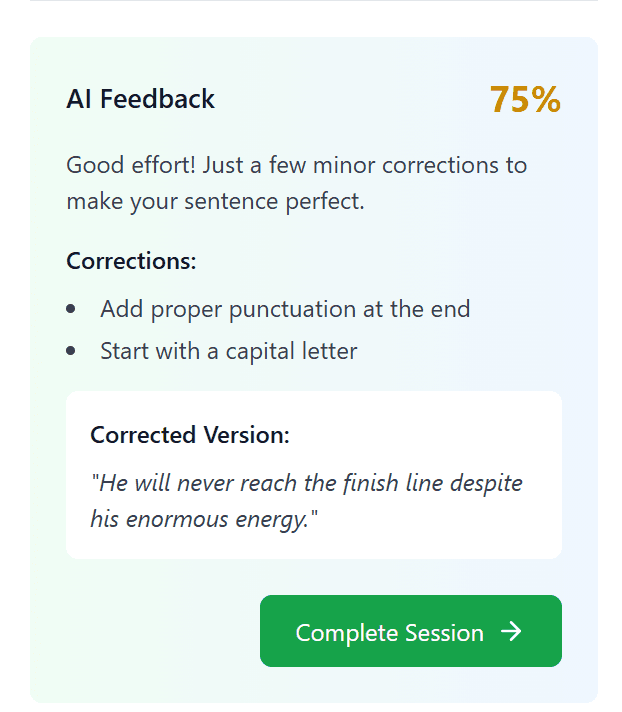 AI Feedback 75%
Good effort! Just a few minor corrections to
make your sentence perfect.
Corrections:
• Add proper punctuation at the end
• Start with a capital letter
Corrected Version:
"He will never reach the finish line despite
his enormous energy."
Complete Session →